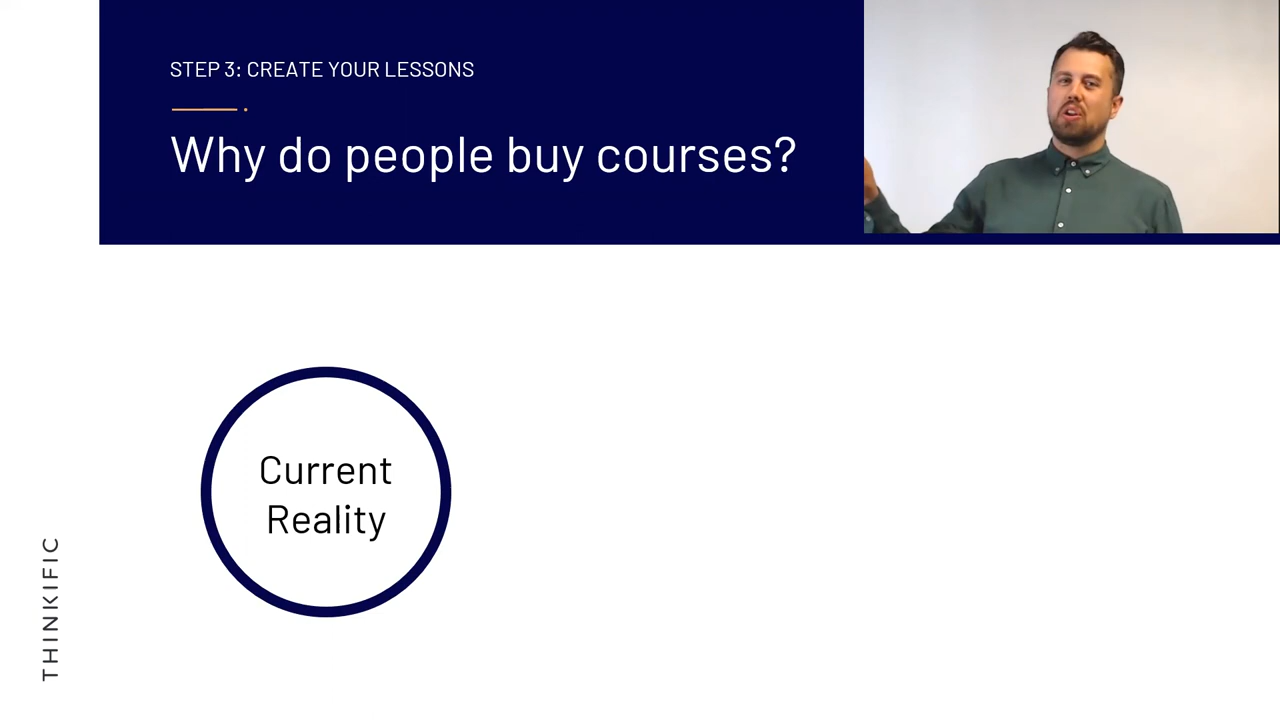 STEP 3: CREATE YOUR LESSONS
Why do people buy courses?
Current
Reality
THINKIFIC